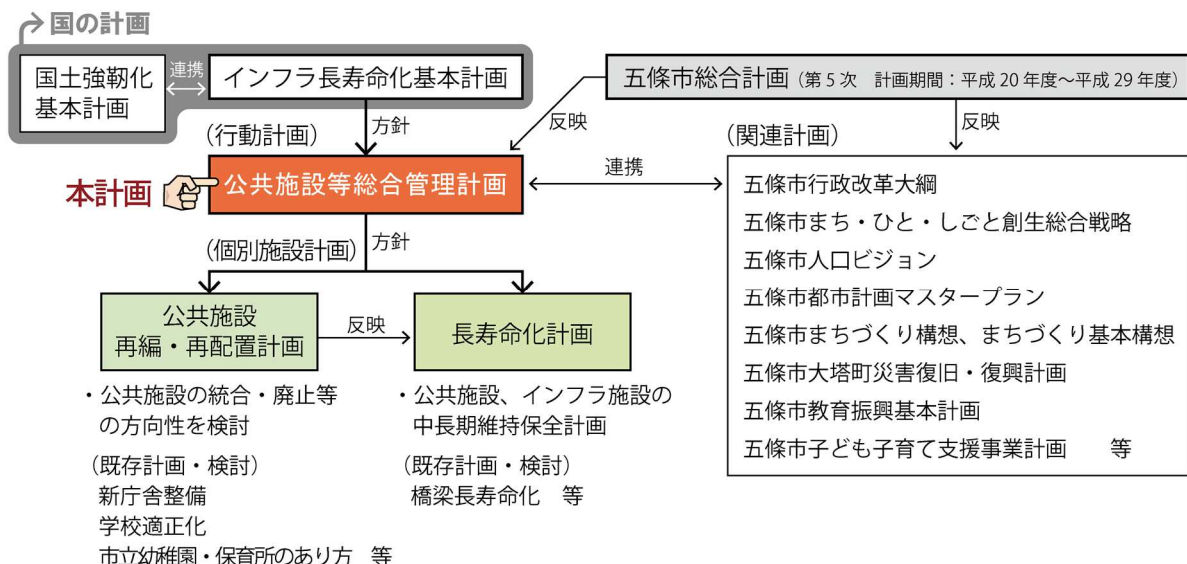 国の計画
国土強靭化
基本計画
連携
インフラ長寿命化基本計画
五條市総合計画（第5次　計画期間：平成20年度～平成29年度）
（行動計画）
方針
反映
（関連計画）
反映
本計画
公共施設等総合管理計画
連携
五條市行政改革大綱
五條市まち・ひと・しごと創生総合戦略
五條市人口ビジョン
五條市都市計画マスタープラン
五條市まちづくり構想、まちづくり基本構想
五條市大塔町災害復旧・復興計画
五條市教育振興基本計画
五條市子ども子育て支援事業計画　　等
（個別施設計画）
方針
公共施設
再編・再配置計画
反映
長寿命化計画
・公共施設の統合・廃止等
の方向性を検討
（既存計画・検討）
新庁舎整備
学校適正化
市立幼稚園・保育所のあり方　等
・公共施設、インフラ施設の
中長期維持保全計画
（既存計画・検討）
橋梁長寿命化　等